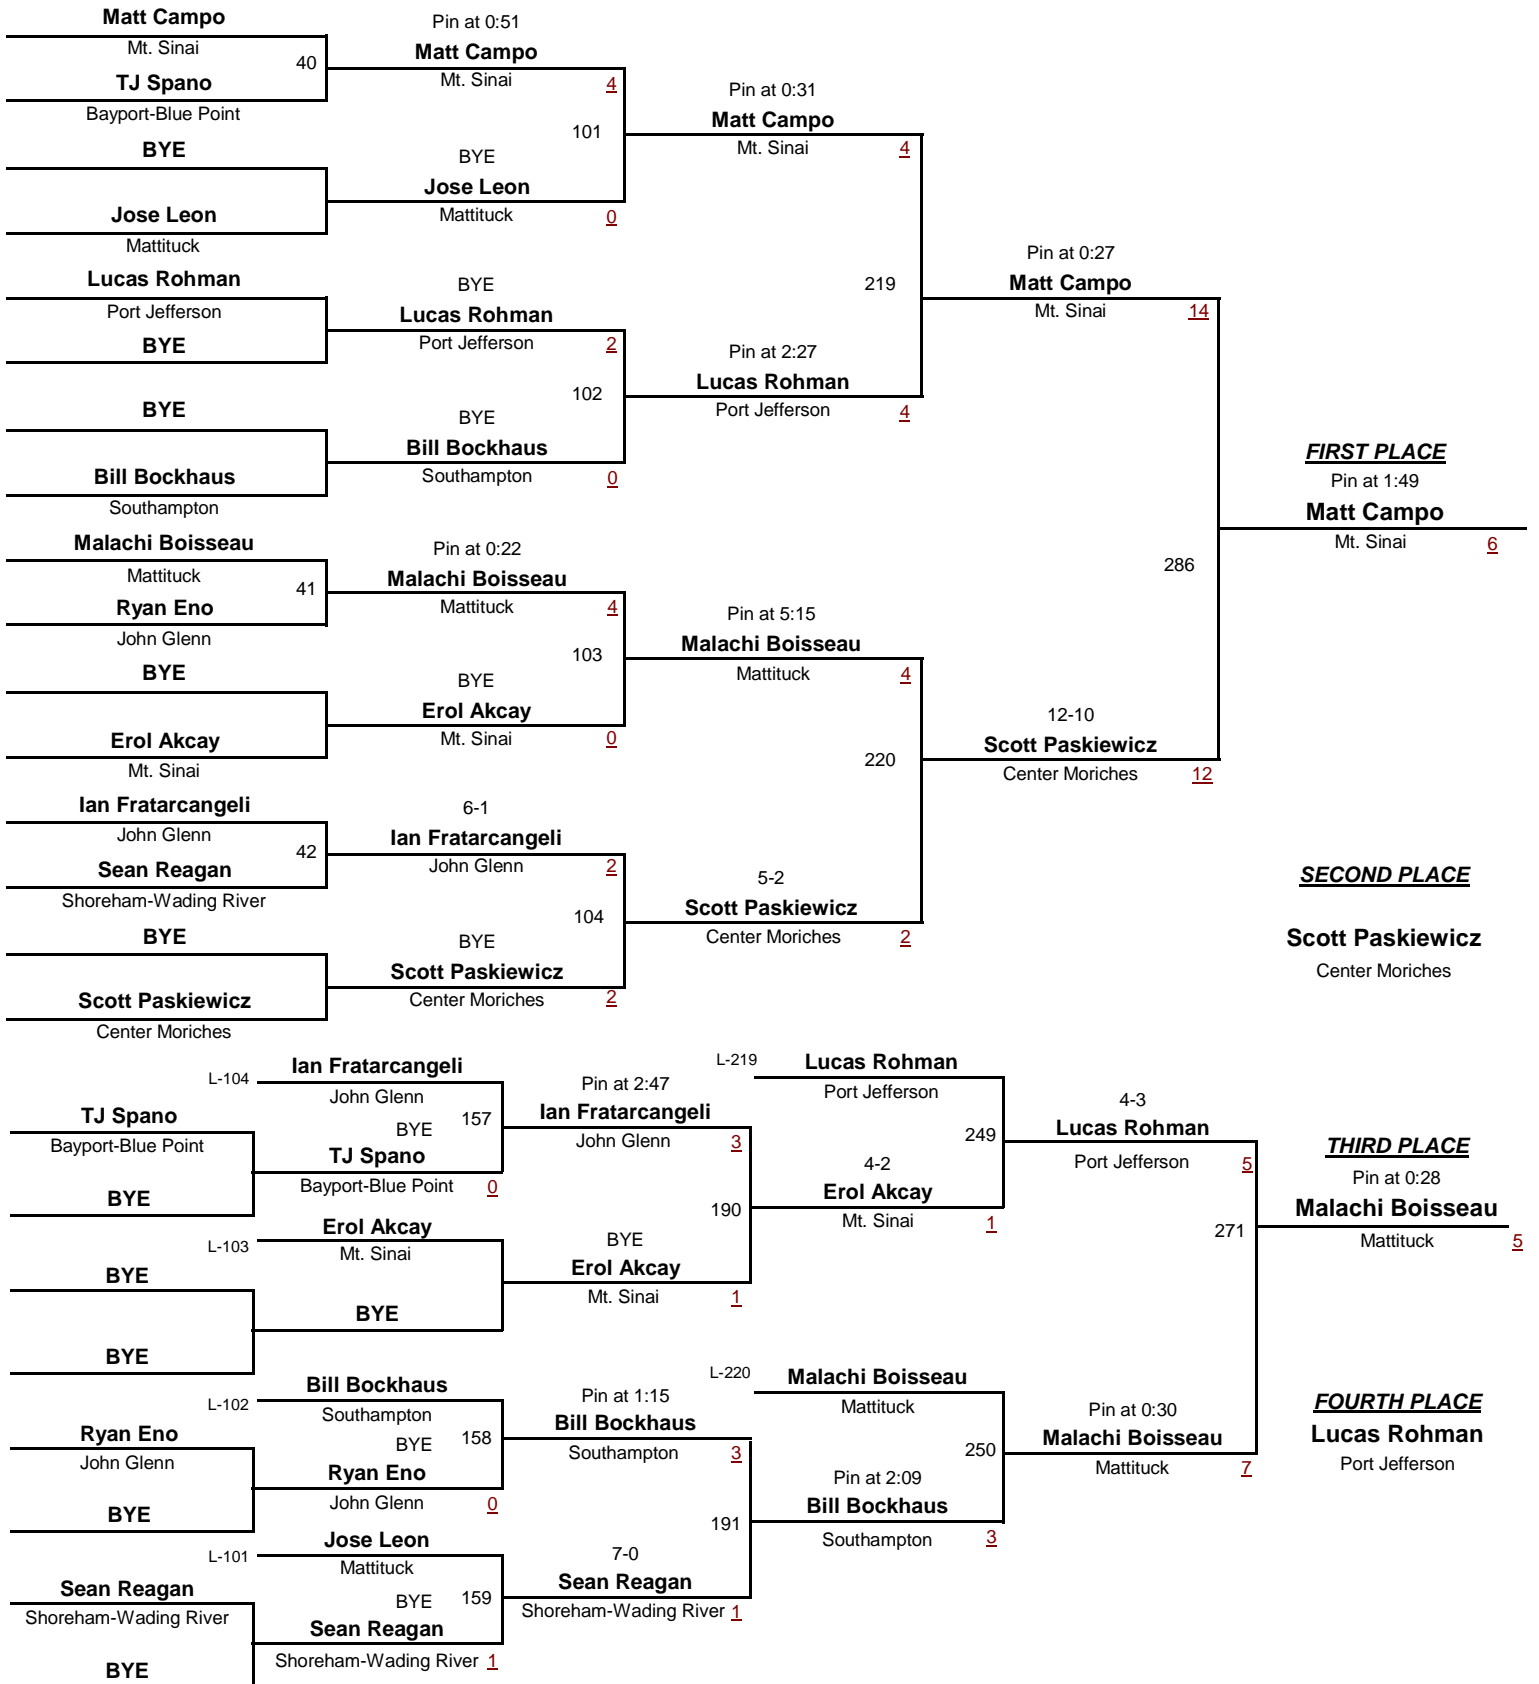 Matt Campo
Mt. Sinai
40
TJ Spano
Bayport-Blue Point
BYE
Jose Leon
Mattituck
Lucas Rohman
Port Jefferson
BYE
BYE
Bill Bockhaus
Southampton
Malachi Boisseau
Mattituck
41
Ryan Eno
John Glenn
BYE
Erol Akcay
Mt. Sinai
Ian Fratarcangeli
John Glenn
42
Sean Reagan
Shoreham-Wading River
BYE
Scott Paskiewicz
Center Moriches
Pin at 0:51
Matt Campo
Mt. Sinai 4
101
BYE
Jose Leon
Mattituck 0
BYE
Lucas Rohman
Port Jefferson 2
102
BYE
Bill Bockhaus
Southampton 0
Pin at 0:22
Malachi Boisseau
Mattituck 4
103
BYE
Erol Akcay
Mt. Sinai 0
6-1
Ian Fratarcangeli
John Glenn 2
104
BYE
Scott Paskiewicz
Center Moriches 2
Pin at 0:31
Matt Campo
Mt. Sinai 4
219
Pin at 2:27
Lucas Rohman
Port Jefferson 4
Pin at 5:15
Malachi Boisseau
Mattituck 4
220
5-2
Scott Paskiewicz
Center Moriches 2
Pin at 0:27
Matt Campo
Mt. Sinai 14
286
12-10
Scott Paskiewicz
Center Moriches 12
FIRST PLACE
Pin at 1:49
Matt Campo
Mt. Sinai 6
SECOND PLACE
Scott Paskiewicz
Center Moriches
TJ Spano
Bayport-Blue Point
BYE
BYE
BYE
Ryan Eno
John Glenn
BYE
Sean Reagan
Shoreham-Wading River
BYE
L-104
Ian Fratarcangeli
John Glenn
157
BYE
TJ Spano
Bayport-Blue Point 0
L-103
Erol Akcay
Mt. Sinai
BYE
L-102
Bill Bockhaus
Southampton
158
BYE
Ryan Eno
John Glenn 0
L-101
Jose Leon
Mattituck
159
BYE
Sean Reagan
Shoreham-Wading River 1
Pin at 2:47
Ian Fratarcangeli
John Glenn 3
190
BYE
Erol Akcay
Mt. Sinai 1
Pin at 1:15
Bill Bockhaus
Southampton 3
191
7-0
Sean Reagan
Shoreham-Wading River 1
L-219
Lucas Rohman
Port Jefferson
249
4-2
Erol Akcay
Mt. Sinai 1
L-220
Malachi Boisseau
Mattituck
250
Pin at 2:09
Bill Bockhaus
Southampton 3
4-3
Lucas Rohman
Port Jefferson 5
271
Pin at 0:30
Malachi Boisseau
Mattituck 7
THIRD PLACE
Pin at 0:28
Malachi Boisseau
Mattituck 5
FOURTH PLACE
Lucas Rohman
Port Jefferson